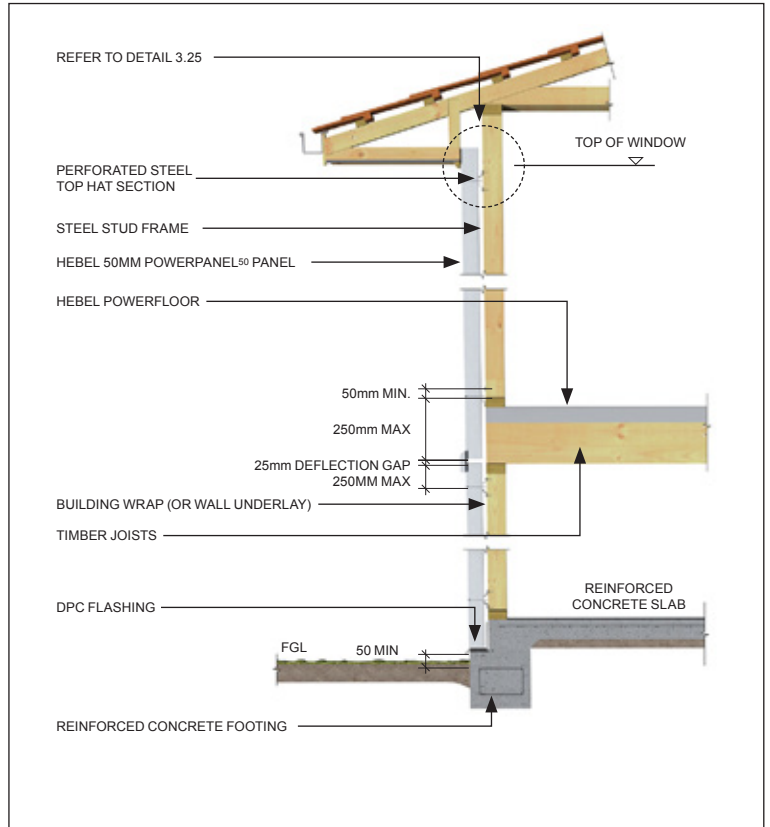 REFER TO DETAIL 3.25
TOP OF WINDOW
PERFORATED STEEL
TOP HAT SECTION
STEEL STUD FRAME
HEBEL 50MM POWERPANEL50 PANEL
HEBEL POWERFLOOR
50mm MIN.
250mm MAX
25mm DEFLECTION GAP
250MM MAX
BUILDING WRAP (OR WALL UNDERLAY)
TIMBER JOISTS
REINFORCED
CONCRETE SLAB
DPC FLASHING
FGL
50 MIN
REINFORCED CONCRETE FOOTING